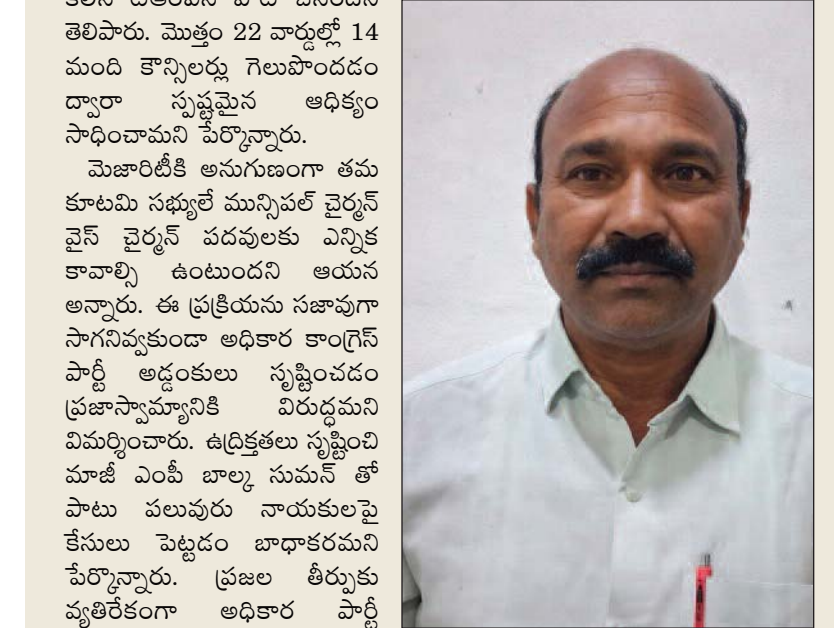 తెలిపారు. మొత్తం 22 వార్డుల్లో 14
మంది కౌన్సిలర్లు గెలుపొందడం
ద్వారా స్పష్టమైన ఆధిక్యం
సాధించామని పేర్కొన్నారు.
మెజారిటీకి అనుగుణంగా తమ
కూటమి సభ్యులే మున్సిపల్ చైర్మన్
వైస్ చైర్మన్ పదవులకు ఎన్నిక
కావాల్సి ఉంటుందని ఆయన
అన్నారు. ఈ ప్రక్రియను సజావుగా
సాగనివ్వకుండా అధికార కాంగ్రెస్
పార్టీ అడ్డంకులు సృష్టించడం
ప్రజాస్వామ్యానికి విరుద్ధమని
విమర్శించారు. ఉద్రిక్తతలు సృష్టించి
మాజీ ఎంపీ బాల్క సుమన్ తో
పాటు పలువురు నాయకులపై
కేసులు పెట్టడం బాధాకరమని
పేర్కొన్నారు. ప్రజల తీర్పుకు
వ్యతిరేకంగా అధికార పార్టీ